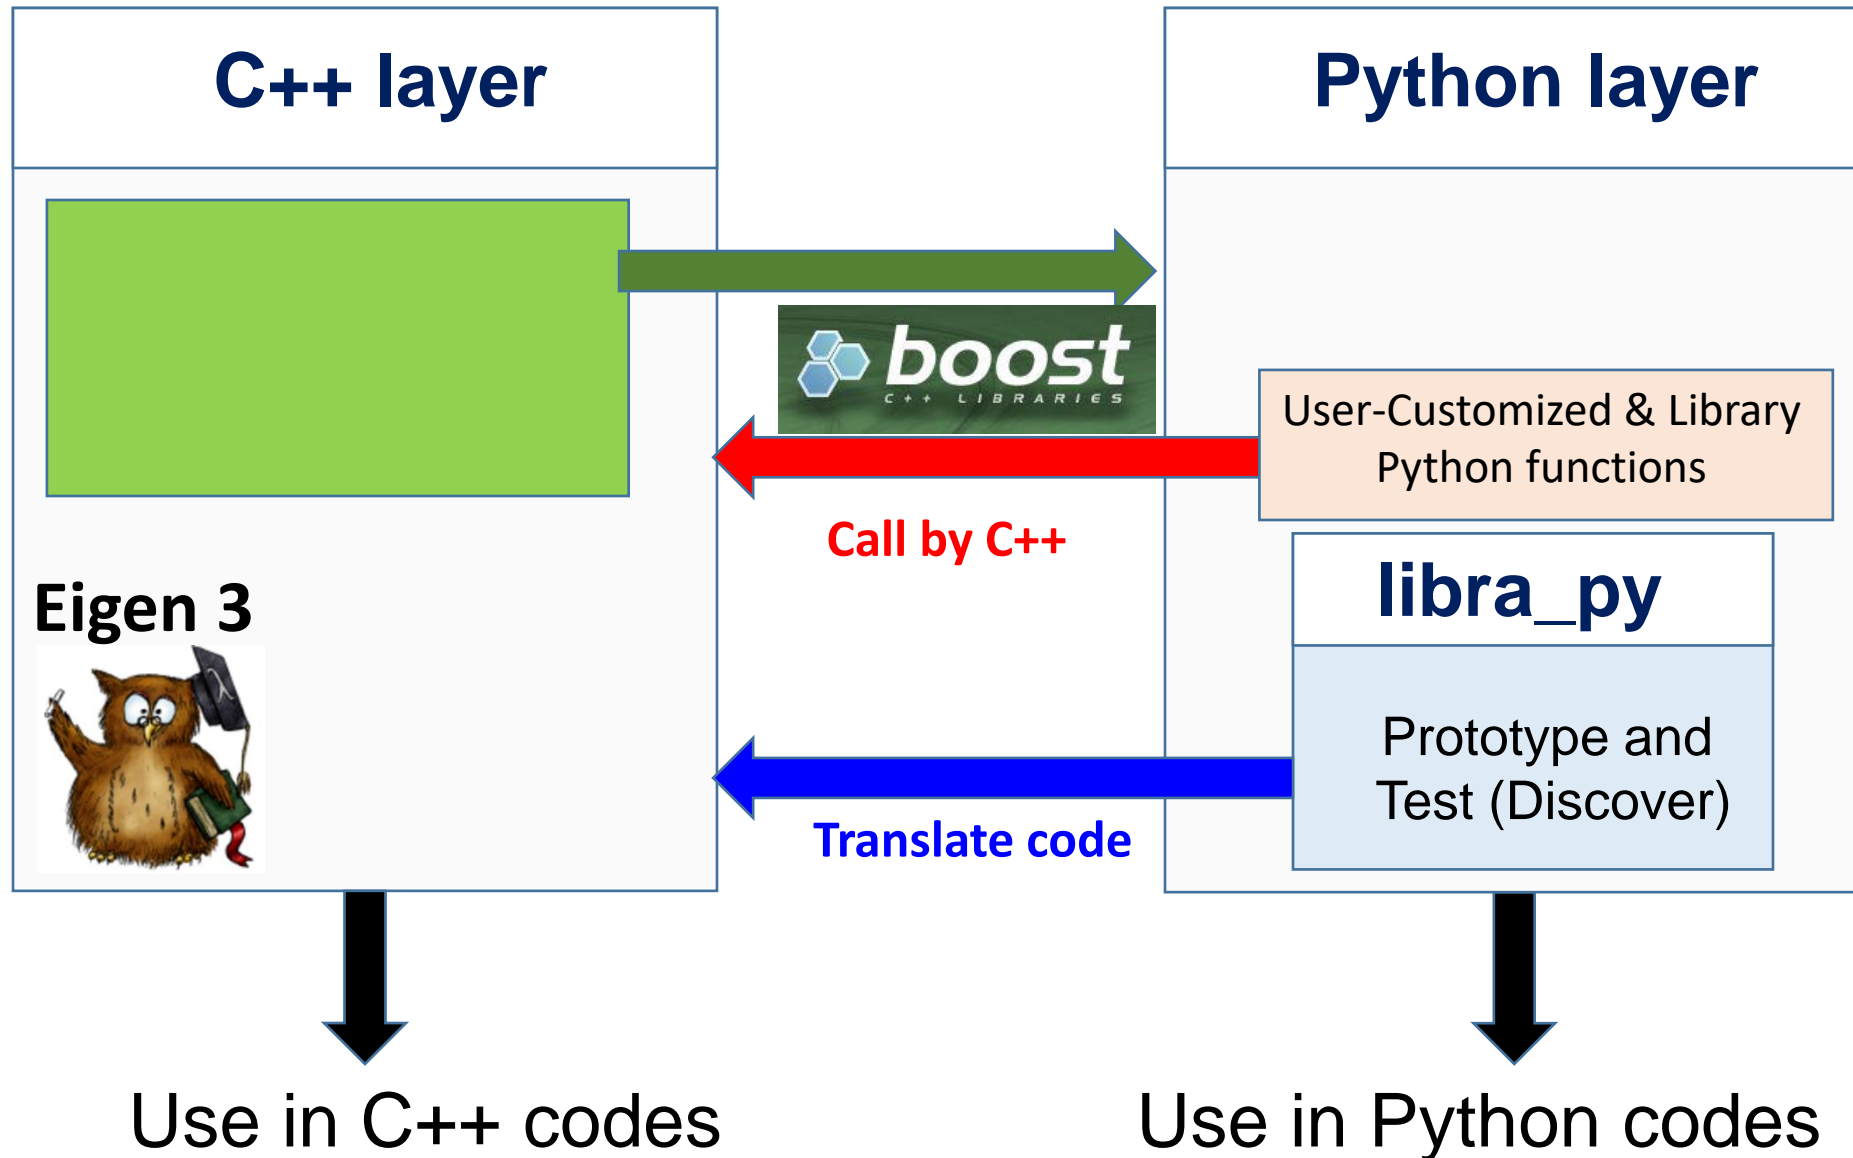 C++ layer
Python layer
boost
C++ LIBRARIES
User-Customized & Library
Python functions
Call by C++
Eigen 3
libra_py
Prototype and
Test (Discover)
Translate code
Use in C++ codes
Use in Python codes